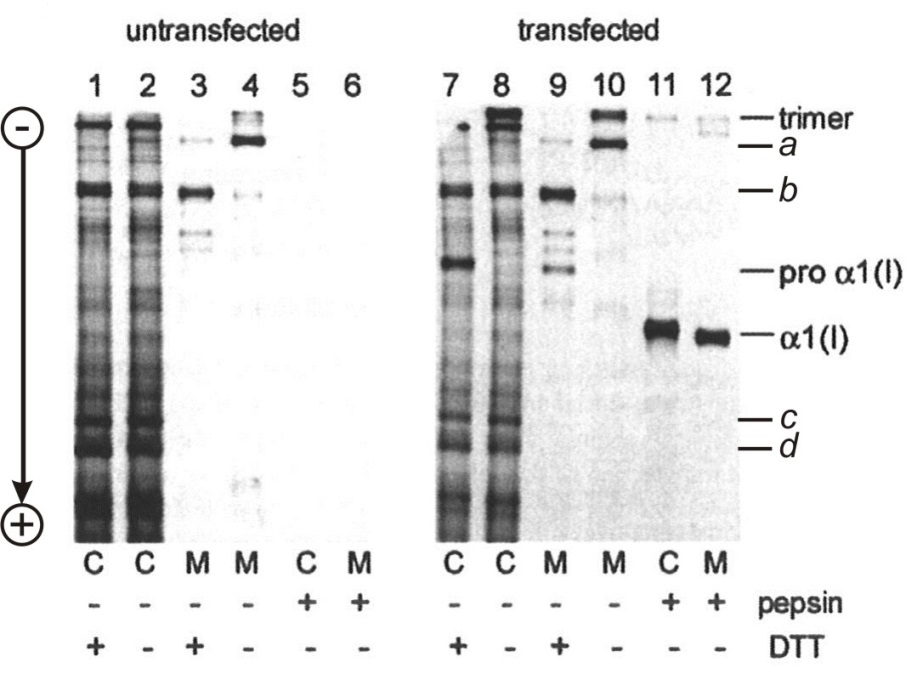 untransfected transfected
1 2 3 4 5 6 7 8 9 10 11 12
-
trimer
a
b
pro α1(I)
α1(I)
c
d
+
C C M M C M C C M M C M
- - - - + + - - - - + + pepsin
+ - + - - - + - + - - - DTT